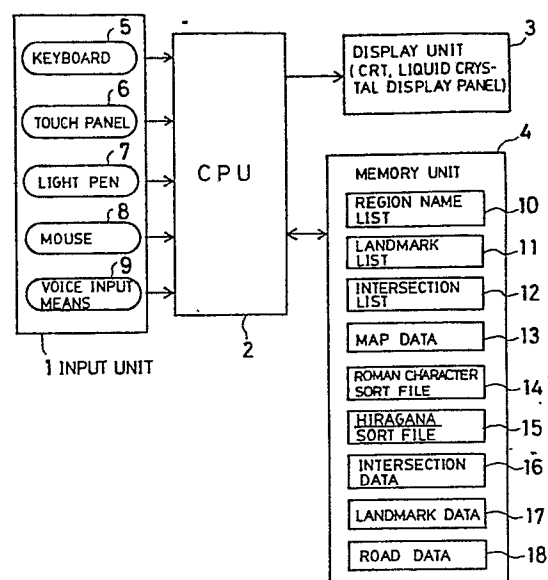 5
KEYBOARD
6
TOUCH PANEL
7
LIGHT PEN
8
MOUSE
9
VOICE INPUT
MEANS
1 INPUT UNIT
CPU
2
3
DISPLAY UNIT
(CRT, LIQUID CRYS-
TAL DISPLAY PANEL)
4
MEMORY UNIT
REGION NAME
LIST
10
LANDMARK
LIST
11
INTERSECTION
LIST
12
MAP DATA
13
ROMAN CHARACTER
SORT FILE
14
HIRAGANA
SORT FILE
15
INTERSECTION
DATA
16
LANDMARK DATA
17
ROAD DATA
18